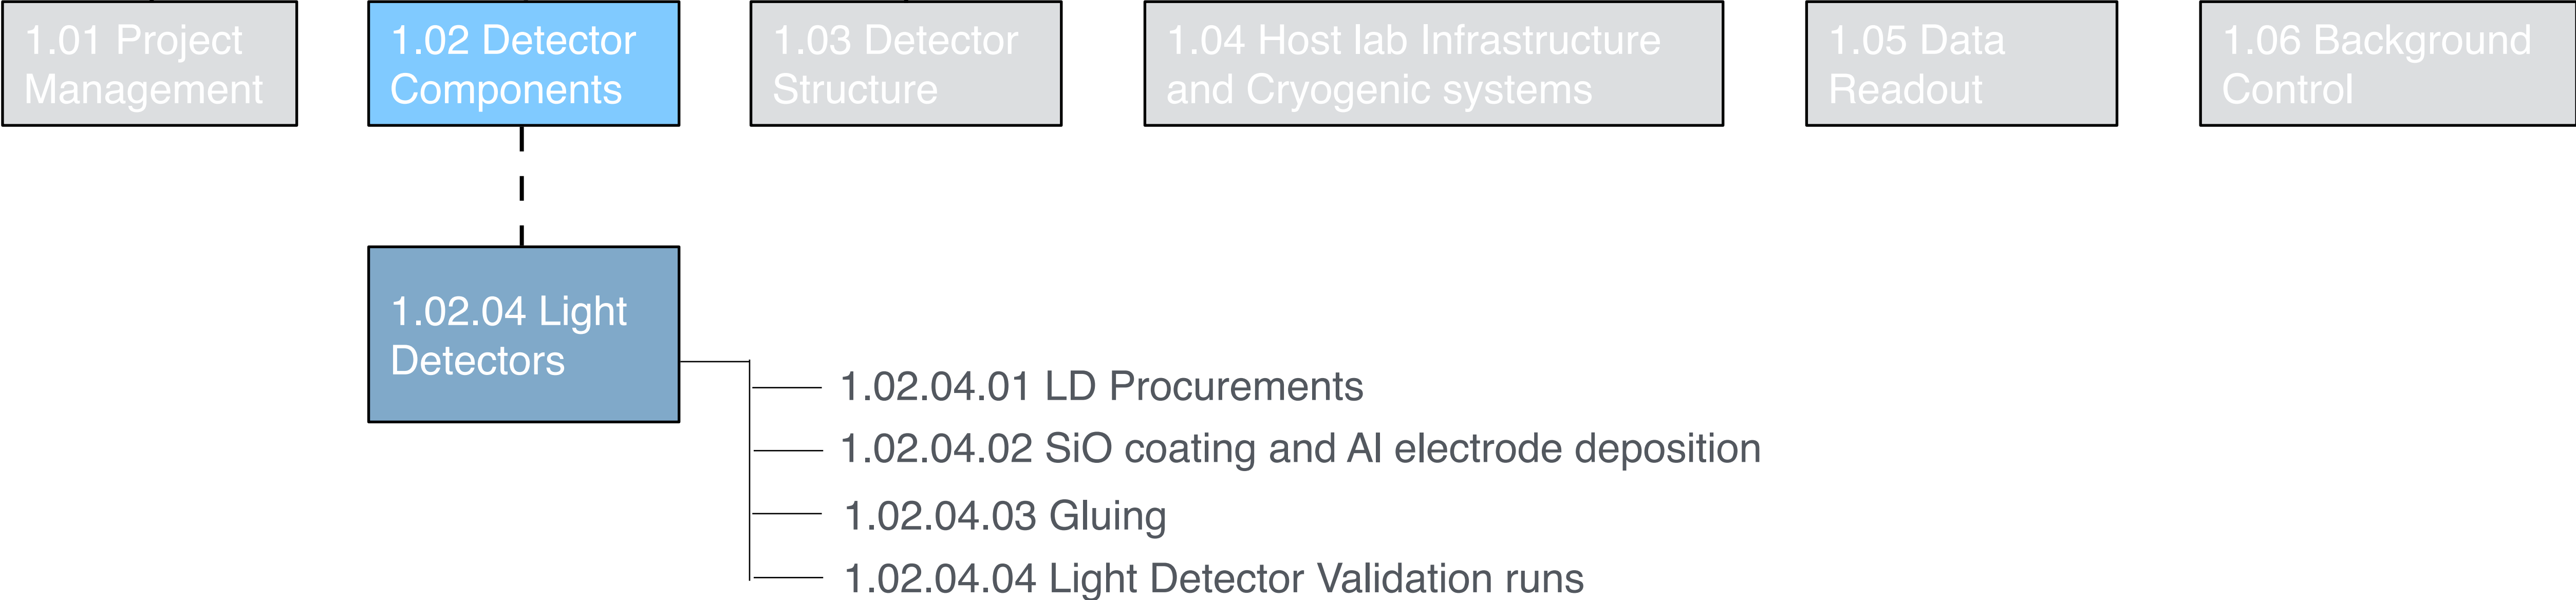 1.01 Project
Management
1.02 Detector
Components
1.03 Detector
Structure
1.04 Host lab Infrastructure
and Cryogenic systems
1.05 Data
Readout
1.06 Background
Control
1.02.04 Light
Detectors
1.02.04.01 LD Procurements
1.02.04.02 SiO coating and Al electrode deposition
1.02.04.03 Gluing
1.02.04.04 Light Detector Validation runs